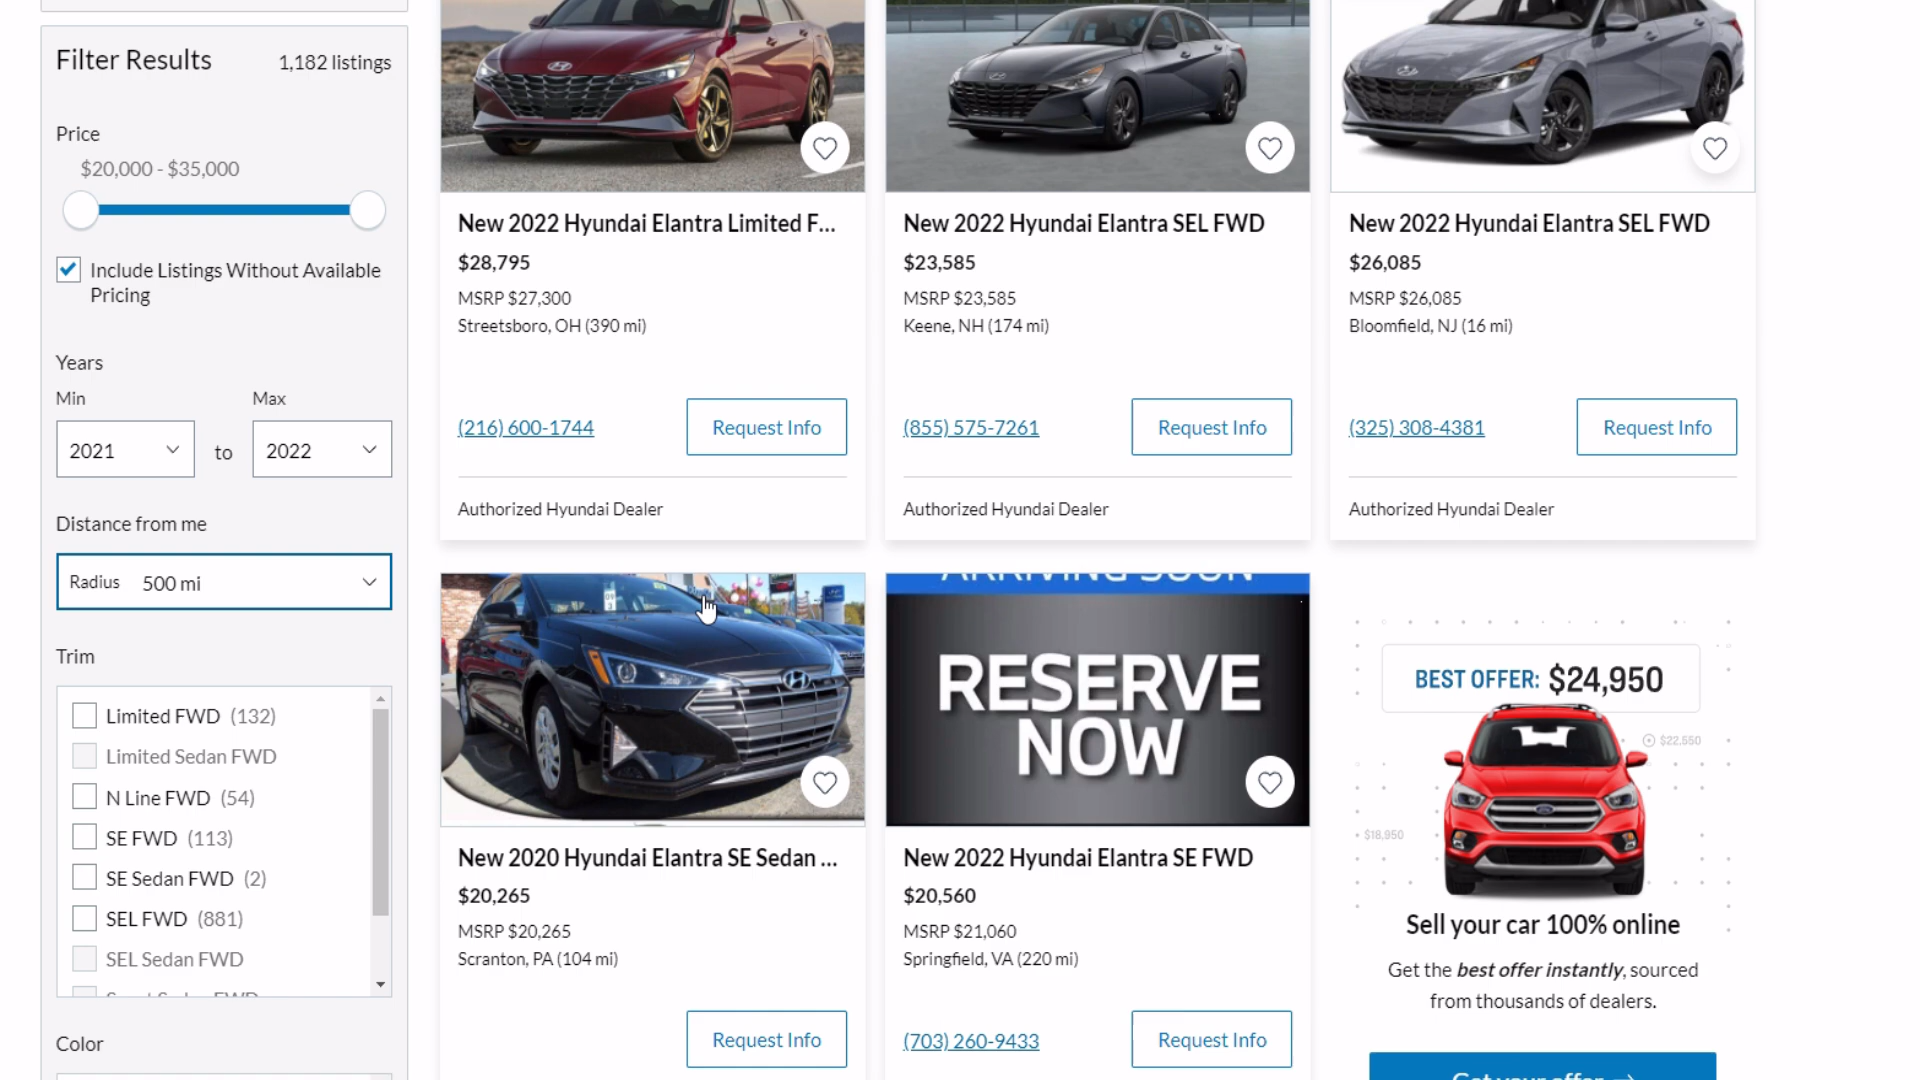 Filter Results
1,182 listings
Price
$20,000 - $35,000
Include Listings Without Available
Pricing
Years
Min
Max
2021
to
2022
Distance from me
Radius 500 mi
Trim
Limited FWD (132)
Limited Sedan FWD
N Line FWD (54)
SE FWD (113)
SE Sedan FWD (2)
SEL FWD (881)
SEL Sedan FWD
Color
New 2022 Hyundai Elantra Limited F...
$28,795
MSRP $27,300
Streetsboro, OH (390 mi)
(216) 600-1744
Request Info
Authorized Hyundai Dealer
New 2022 Hyundai Elantra SEL FWD
$23,585
MSRP $23,585
Keene, NH (174 mi)
(855) 575-7261
Request Info
Authorized Hyundai Dealer
New 2022 Hyundai Elantra SEL FWD
$26,085
MSRP $26,085
Bloomfield, NJ (16 mi)
(325) 308-4381
Request Info
Authorized Hyundai Dealer
New 2020 Hyundai Elantra SE Sedan ...
$20,265
MSRP $20,265
Scranton, PA (104 mi)
Request Info
ARRIVING SOON
RESERVE
NOW
New 2022 Hyundai Elantra SE FWD
$20,560
MSRP $21,060
Springfield, VA (220 mi)
(703) 260-9433
Request Info
BEST OFFER: $24,950
$22,550
$18,950
Sell your car 100% online
Get the best offer instantly, sourced
from thousands of dealers.
Get your offer →